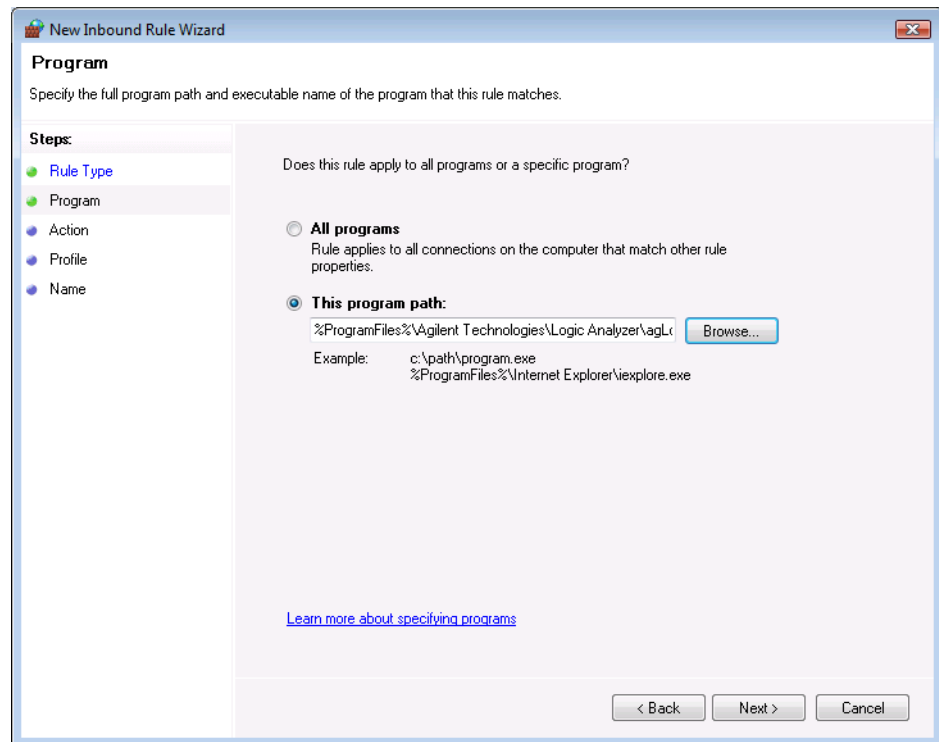 New Inbound Rule Wizard
Program
Specify the full program path and executable name of the program that this rule matches.
Steps:
Rule Type
Program
Action
Profile
Name
Does this rule apply to all programs or a specific program?
All programs
Rule applies to all connections on the computer that match other rule
properties.
This program path:
%ProgramFiles%\Agilent Technologies\Logic Analyzer\agLo
Browse...
Example: c:\path\program.exe
%ProgramFiles%\Internet Explorer\iexplore.exe
Learn more about specifying programs
< Back Next > Cancel